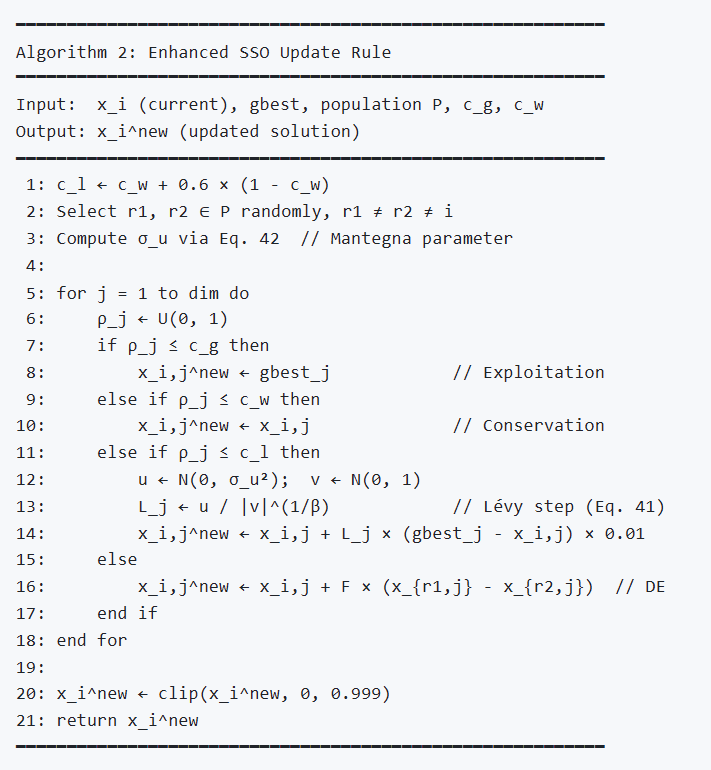 Algorithm 2: Enhanced SSO Update Rule
Input:  x_i (current), gbest, population P, c_g, c_w
Output: x_i^new (updated solution)
1: c_l ← c_w + 0.6 × (1 - c_w)
2: Select r1, r2 ∈ P randomly, r1 ≠ r2 ≠ i
3: Compute σ_u via Eq. 42  // Mantegna parameter
4:
5: for j = 1 to dim do
6:     ρ_j ← U(0, 1)
7:     if ρ_j ≤ c_g then
8:         x_i,j^new ← gbest_j            // Exploitation
9:     else if ρ_j ≤ c_w then
10:         x_i,j^new ← x_i,j              // Conservation
11:     else if ρ_j ≤ c_l then
12:         u ← N(0, σ_u²);  v ← N(0, 1)
13:         L_j ← u / |v|^(1/β)            // Lévy step (Eq. 41)
14:         x_i,j^new ← x_i,j + L_j × (gbest_j - x_i,j) × 0.01
15:     else
16:         x_i,j^new ← x_i,j + F × (x_{r1,j} - x_{r2,j})  // DE
17:     end if
18: end for
19:
20: x_i^new ← clip(x_i^new, 0, 0.999)
21: return x_i^new